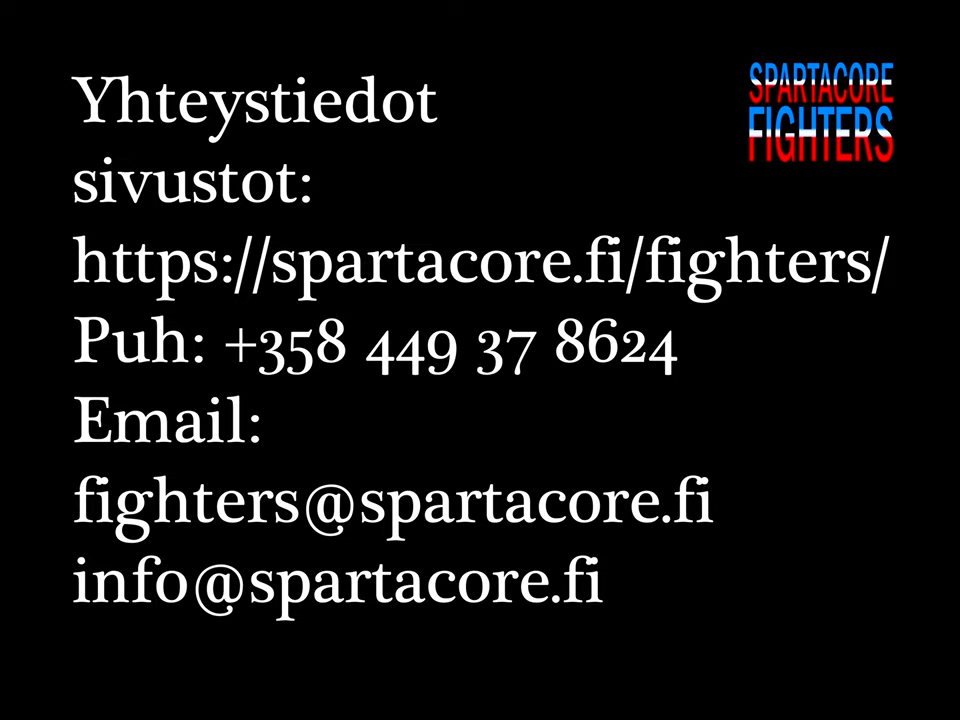 Yhteystiedot
SPARTACORE
FIGHTERS
sivustot:
https://spartacore.fi/fighters/
Puh: +358 449 37 8624
Email:
fighters@spartacore.fi
info@spartacore.fi